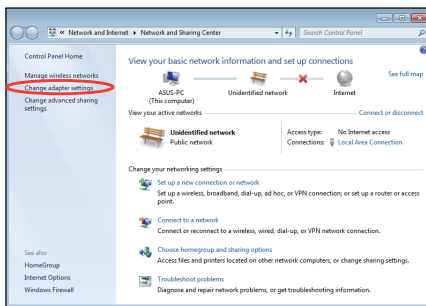 « Network and Internet ▸ Network and Sharing Center
Search Control Panel
Control Panel Home
Manage wireless networks
Change adapter settings
Change advanced sharing
settings
See also
HomeGroup
Internet Options
Windows Firewall
View your basic network information and set up connections
See full map
ASUS-PC
(This computer)
Unidentified network
Internet
View your active networks
Connect or disconnect
Unidentified network
Public network
Access type: No Internet access
Connections: Local Area Connection
Change your networking settings
Set up a new connection or network
Set up a wireless, broadband, dial-up, ad hoc, or VPN connection; or set up a router or access
point.
Connect to a network
Connect or reconnect to a wireless, wired, dial-up, or VPN network connection.
Choose homegroup and sharing options
Access files and printers located on other network computers, or change sharing settings.
Troubleshoot problems
Diagnose and repair network problems, or get troubleshooting information.